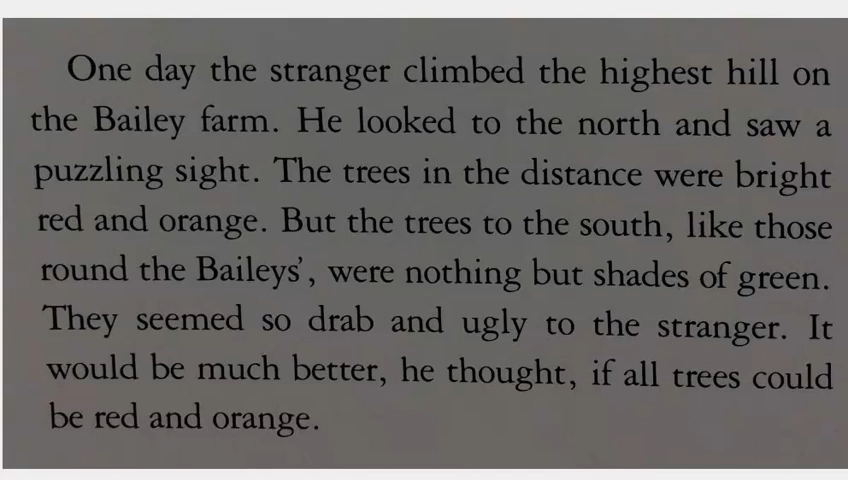 One day the stranger climbed the highest hill on
the Bailey farm. He looked to the north and saw a
puzzling sight. The trees in the distance were bright
red and orange. But the trees to the south, like those
round the Baileys’, were nothing but shades of green.
They seemed so drab and ugly to the stranger. It
would be much better, he thought, if all trees could
be red and orange.